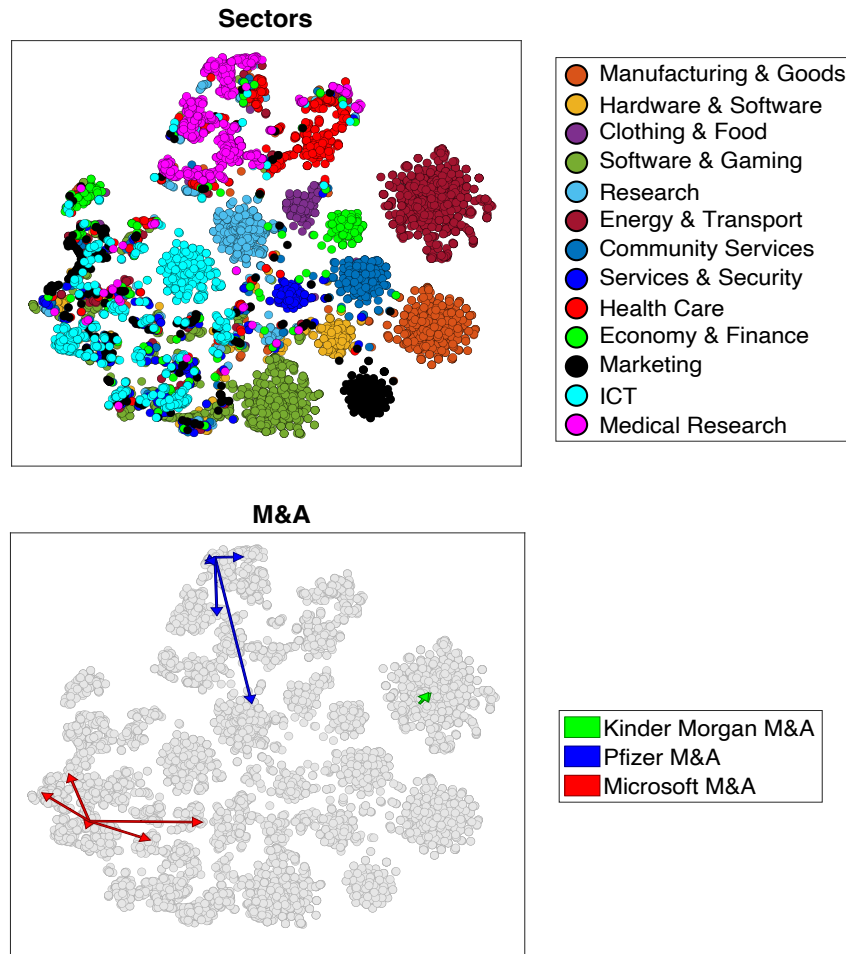 Sectors
Manufacturing & Goods
Hardware & Software
Clothing & Food
Software & Gaming
Research
Energy & Transport
Community Services
Services & Security
Health Care
Economy & Finance
Marketing
ICT
Medical Research
M&A
Kinder Morgan M&A
Pfizer M&A
Microsoft M&A